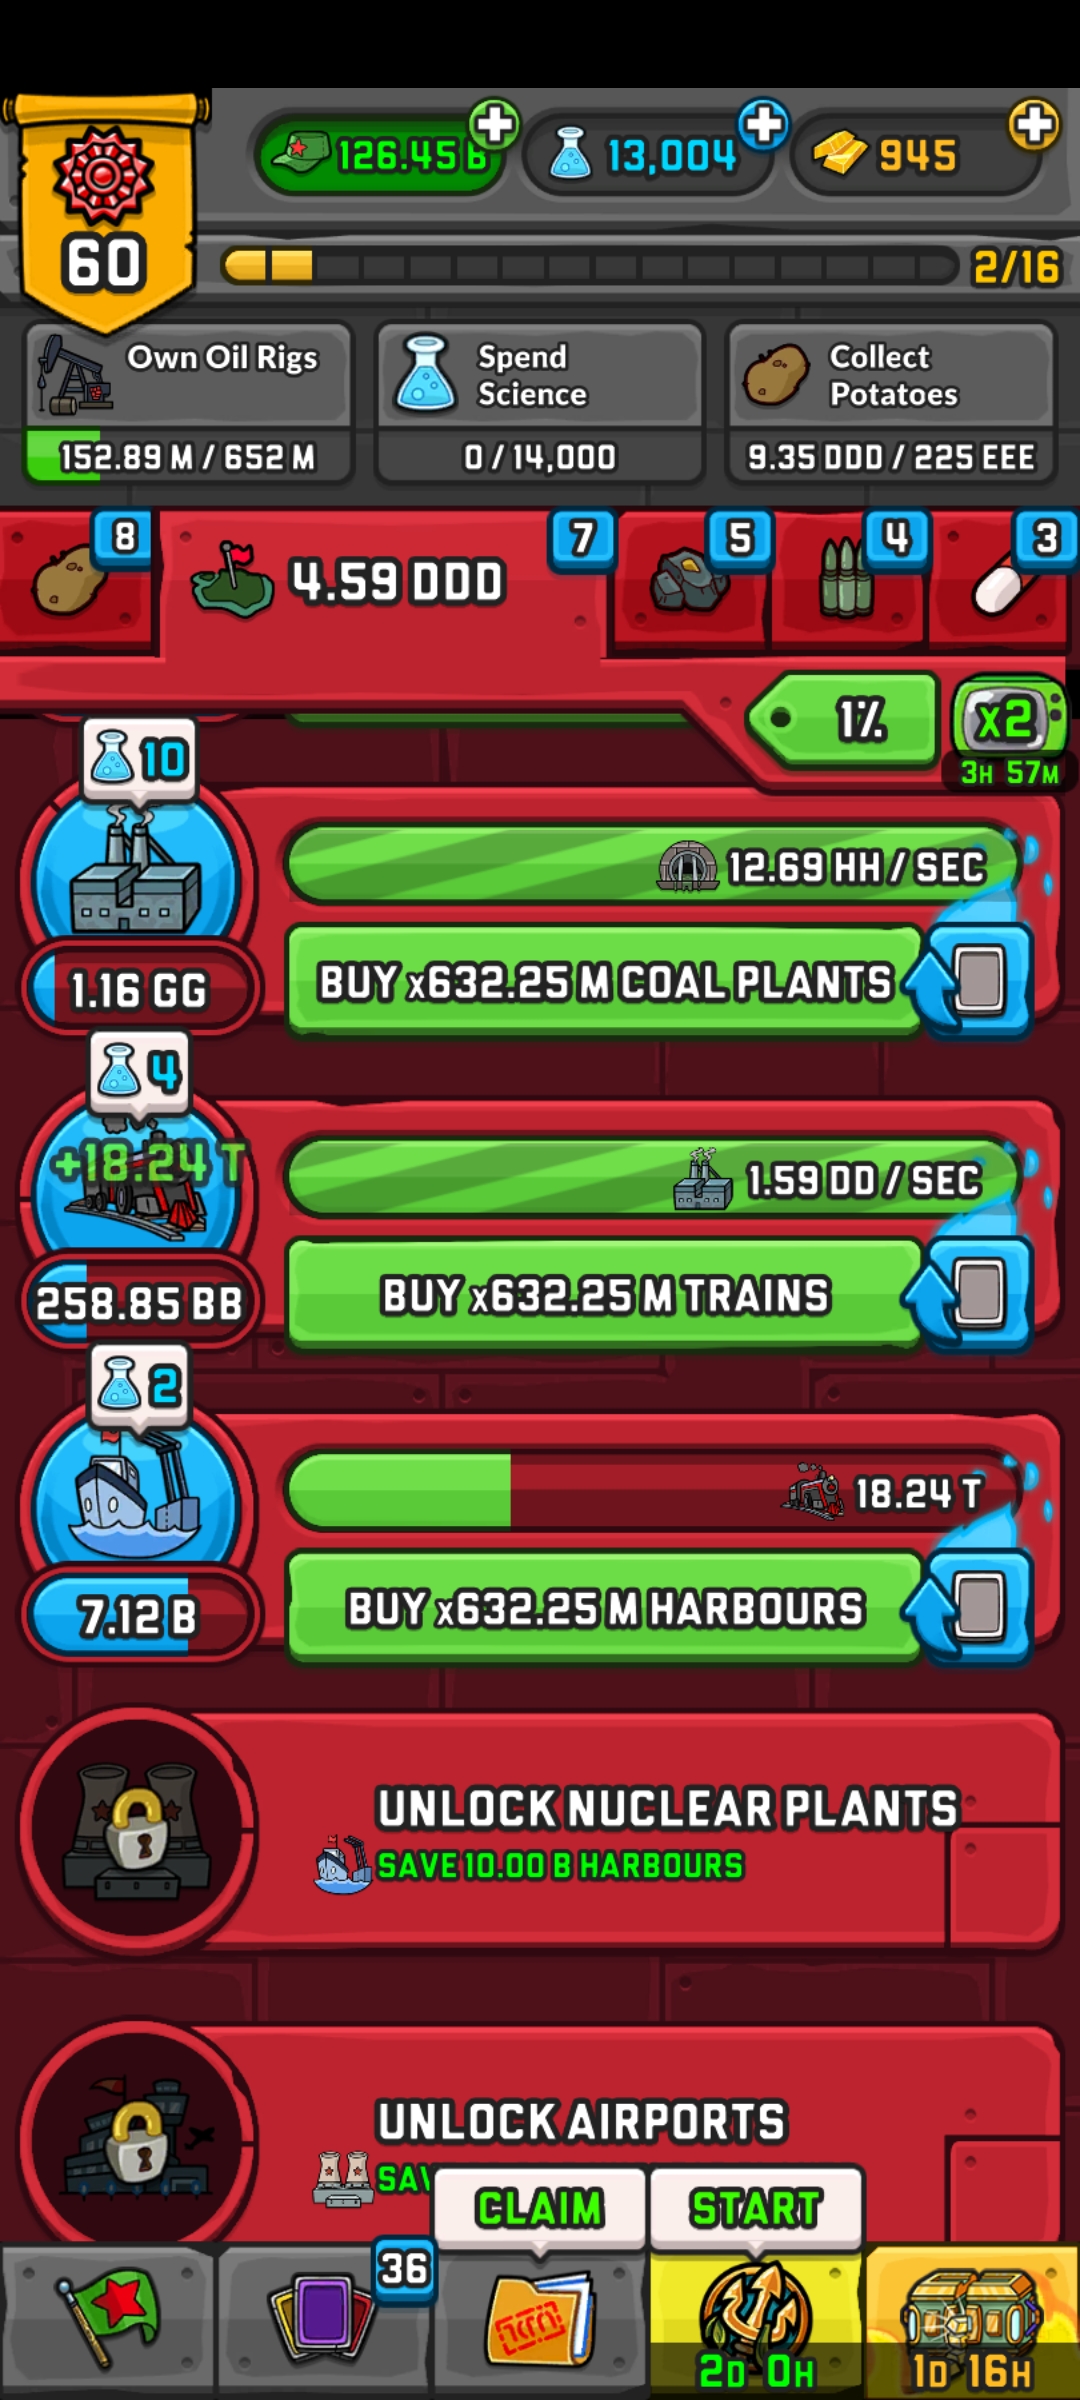 126.45 B
13,004
945
60
2/16
Own Oil Rigs
152.89 M / 652 M
Spend
Science
0 / 14,000
Collect
Potatoes
9.35 DDD / 225 EEE
8
4.59 DDD
7
5
4
3
1%
x2
3H 57M
10
12.69 HH / SEC
1.16 GG
BUY x632.25 M COAL PLANTS
4
+18.24 T
1.59 DD / SEC
258.85 BB
BUY x632.25 M TRAINS
2
18.24 T
7.12 B
BUY x632.25 M HARBOURS
UNLOCK NUCLEAR PLANTS
SAVE 10.00 B HARBOURS
UNLOCK AIRPORTS
CLAIM
START
36
2D 0H
1D 16H